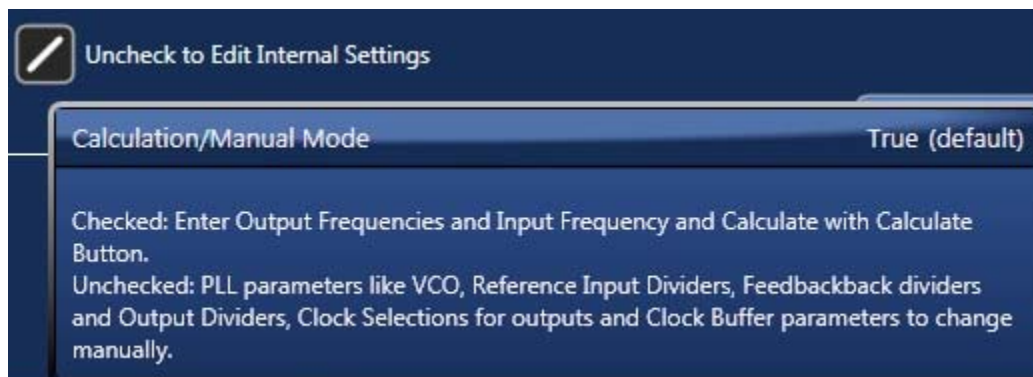 Uncheck to Edit Internal Settings
Calculation/Manual Mode True (default)
Checked: Enter Output Frequencies and Input Frequency and Calculate with Calculate
Button.
Unchecked: PLL parameters like VCO, Reference Input Dividers, Feedbackback dividers
and Output Dividers, Clock Selections for outputs and Clock Buffer parameters to change
manually.